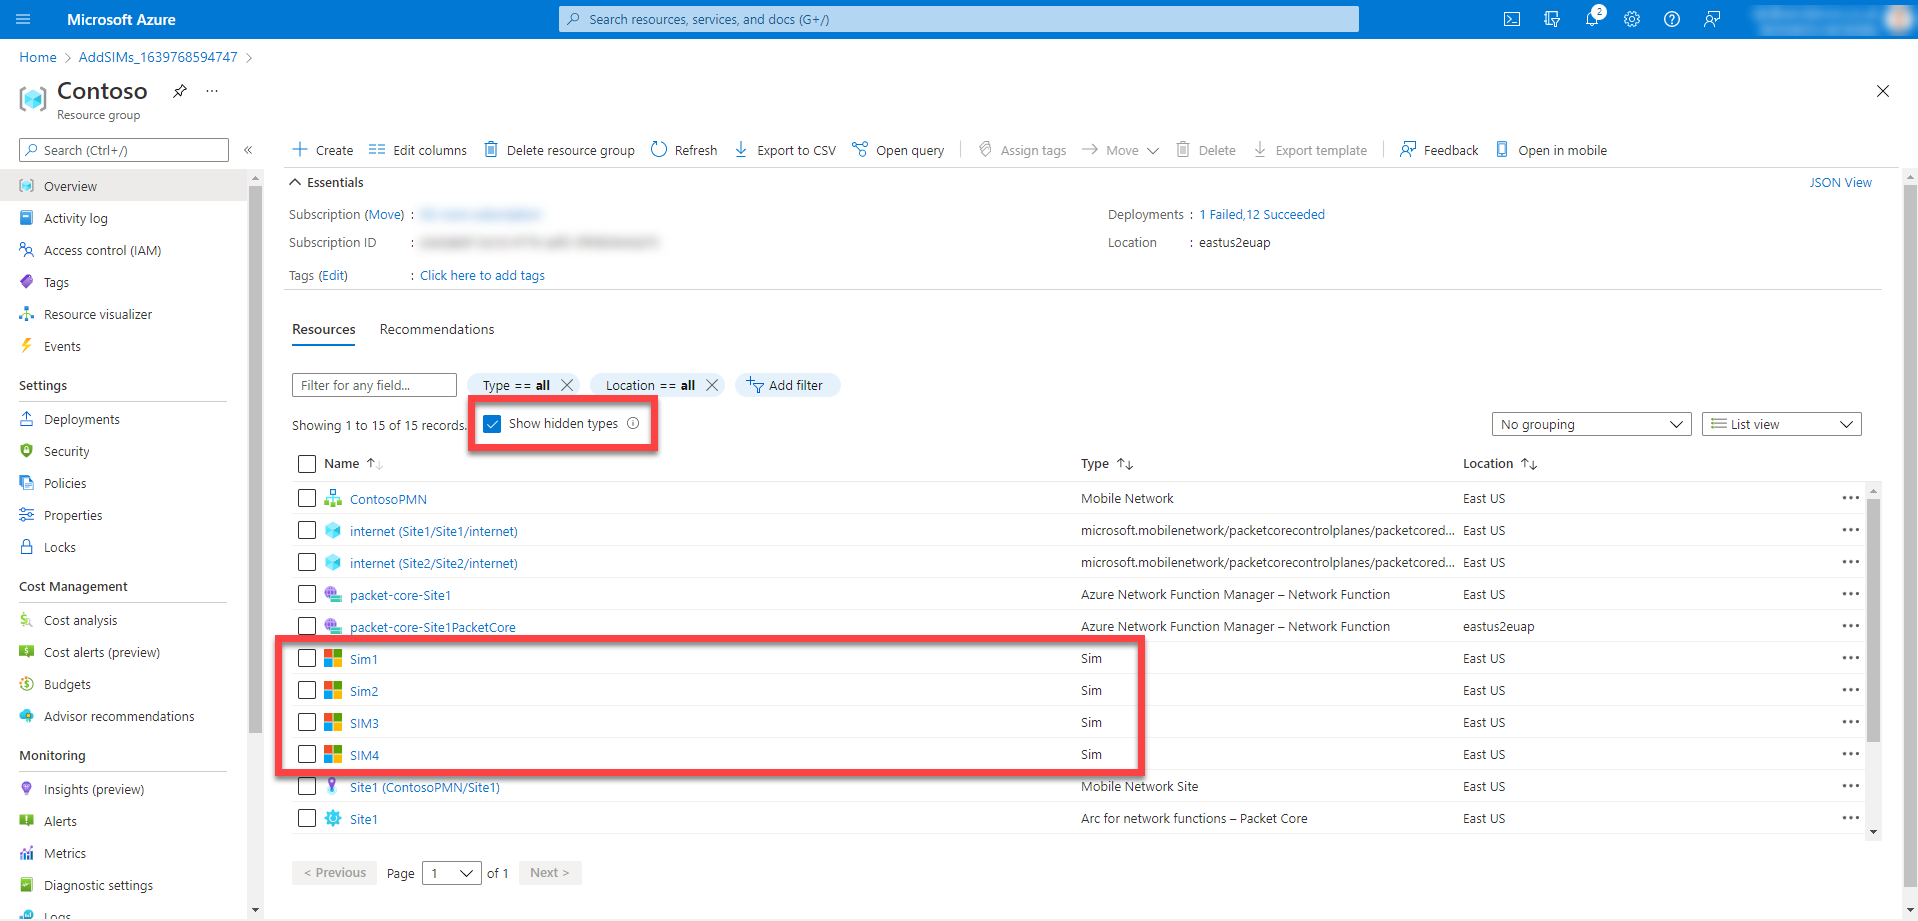 Microsoft Azure
Search resources, services, and docs (G+/)
2
Home > AddSIMs_1639768594747 >
Contoso
Resource group
Search (Ctrl+/)
Create
Edit columns
Delete resource group
Refresh
Export to CSV
Open query
Assign tags
Move
Delete
Export template
Feedback
Open in mobile
Overview
Activity log
Access control (IAM)
Tags
Resource visualizer
Events
Settings
Deployments
Security
Policies
Properties
Locks
Cost Management
Cost analysis
Cost alerts (preview)
Budgets
Advisor recommendations
Monitoring
Insights (preview)
Alerts
Metrics
Diagnostic settings
Logs
Essentials
JSON View
Subscription (Move) :
Deployments : 1 Failed,12 Succeeded
Subscription ID :
Location : eastus2euap
Tags (Edit) : Click here to add tags
Resources Recommendations
Filter for any field...
Type == all
Location == all
Add filter
Showing 1 to 15 of 15 records.
Show hidden types
No grouping
List view
Name Type Location
ContosoPMN Mobile Network East US
internet (Site1/Site1/internet) microsoft.mobilenetwork/packetcorecontrolplanes/packetcored... East US
internet (Site2/Site2/internet) microsoft.mobilenetwork/packetcorecontrolplanes/packetcored... East US
packet-core-Site1 Azure Network Function Manager – Network Function East US
packet-core-Site1PacketCore Azure Network Function Manager – Network Function eastus2euap
Sim1 Sim East US
Sim2 Sim East US
SIM3 Sim East US
SIM4 Sim East US
Site1 (ContosoPMN/Site1) Mobile Network Site East US
Site1 Arc for network functions – Packet Core East US
< Previous Page 1 of 1 Next >